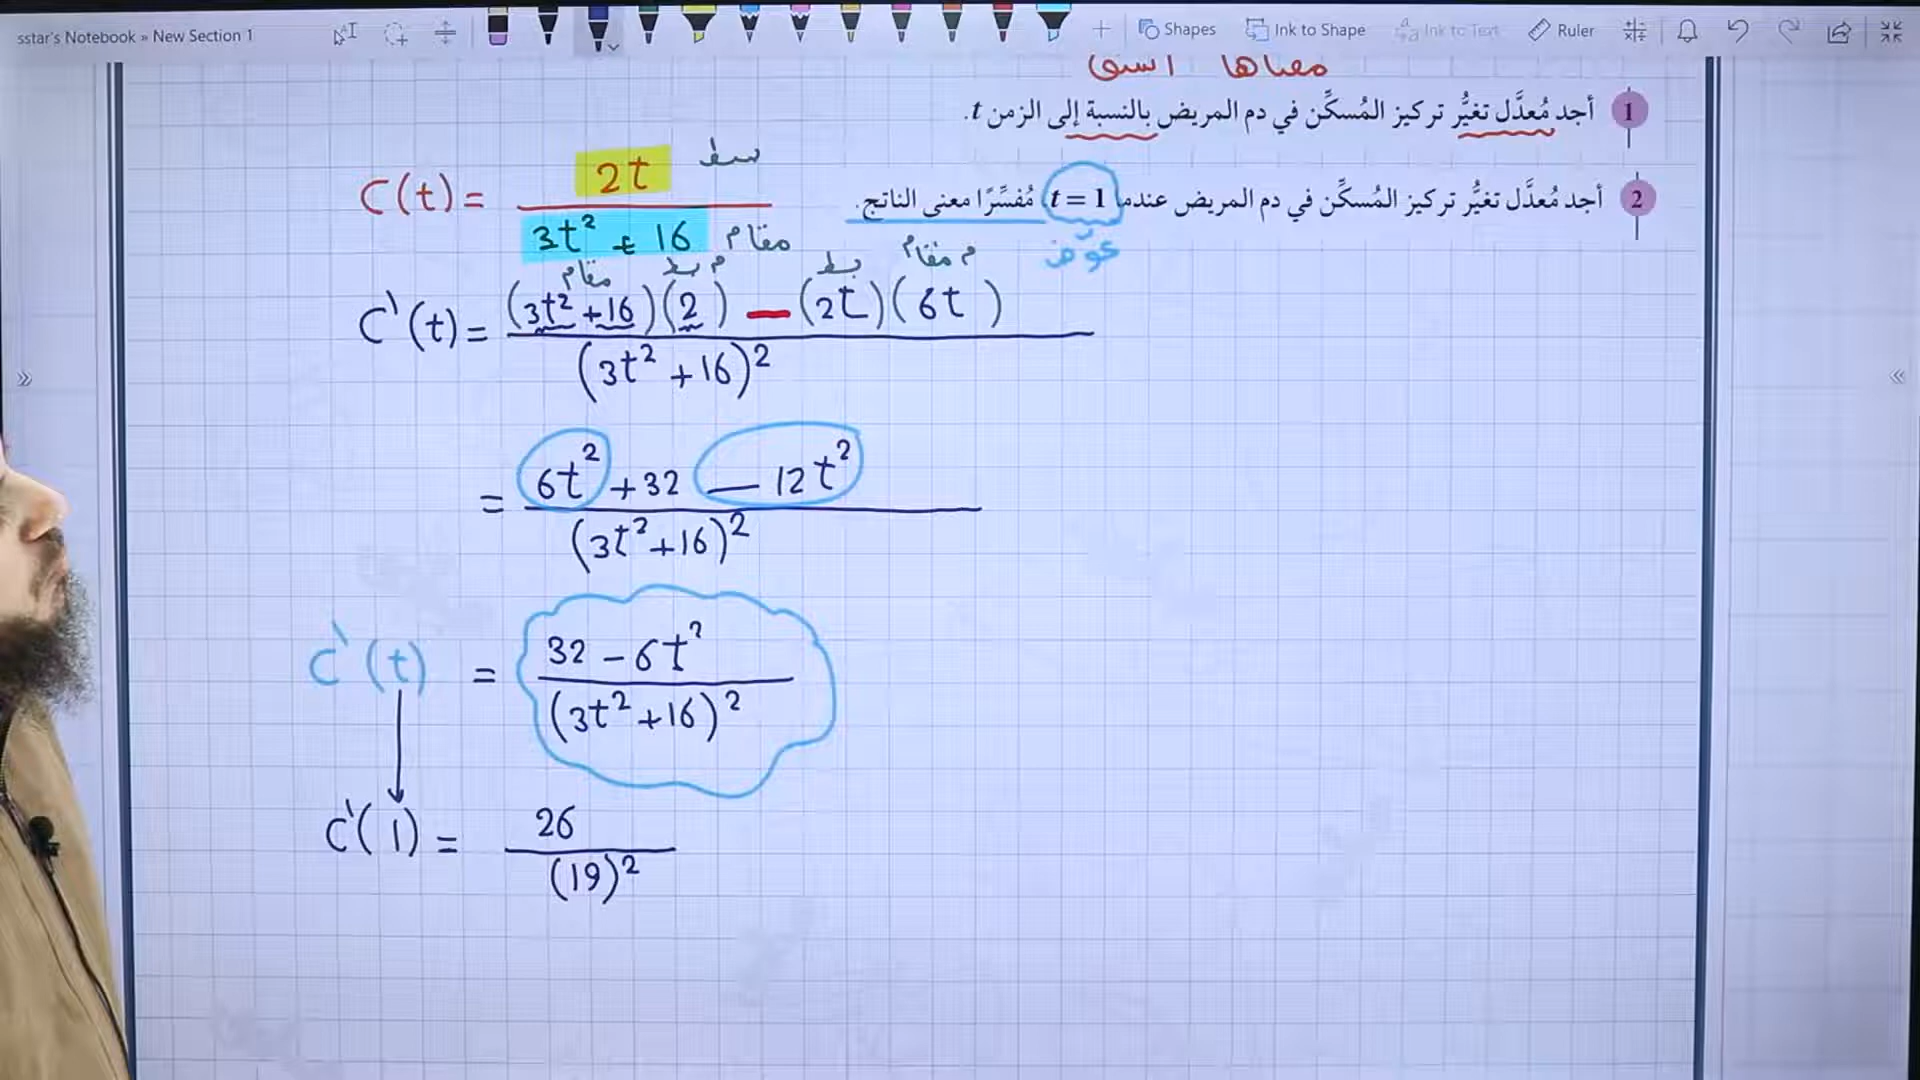 sstar's Notebook » New Section 1
Shapes Ink to Shape Ink to Text Ruler
معناها اشتق
1 أجد مُعدَّل تغيُّر تركيز المُسكِّن في دم المريض بالنسبة إلى الزمن t.
2 أجد مُعدَّل تغيُّر تركيز المُسكِّن في دم المريض عندما t = 1، مُفسِّرًا معنى الناتج.
عوّض
C(t) = 2t بسط
3t² + 16 مقام
مقام م بسط بسط م مقام
C'(t) = (3t² + 16)(2) − (2t)(6t)
(3t² + 16)²
= 6t² + 32 − 12t²
(3t² + 16)²
C'(t) = 32 − 6t²
(3t² + 16)²
C'(1) = 26
(19)²